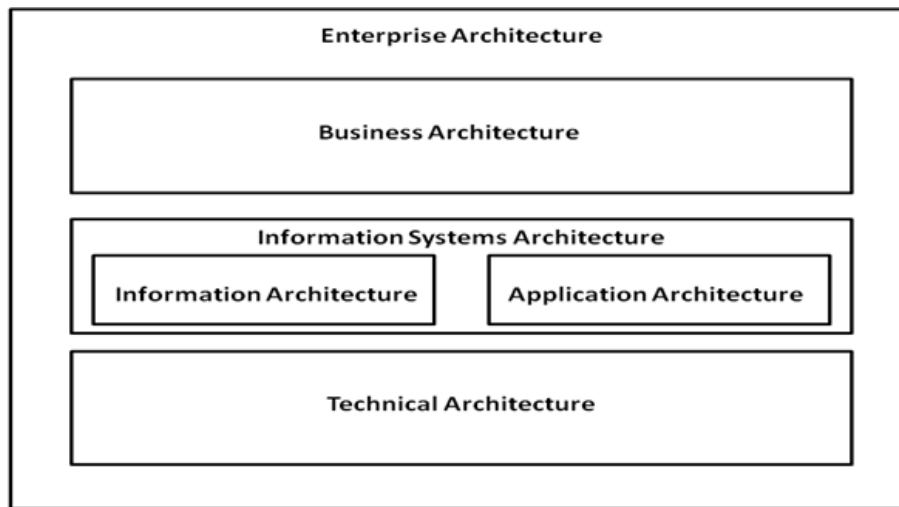 Enterprise Architecture
Business Architecture
Information Systems Architecture
Information Architecture
Application Architecture
Technical Architecture